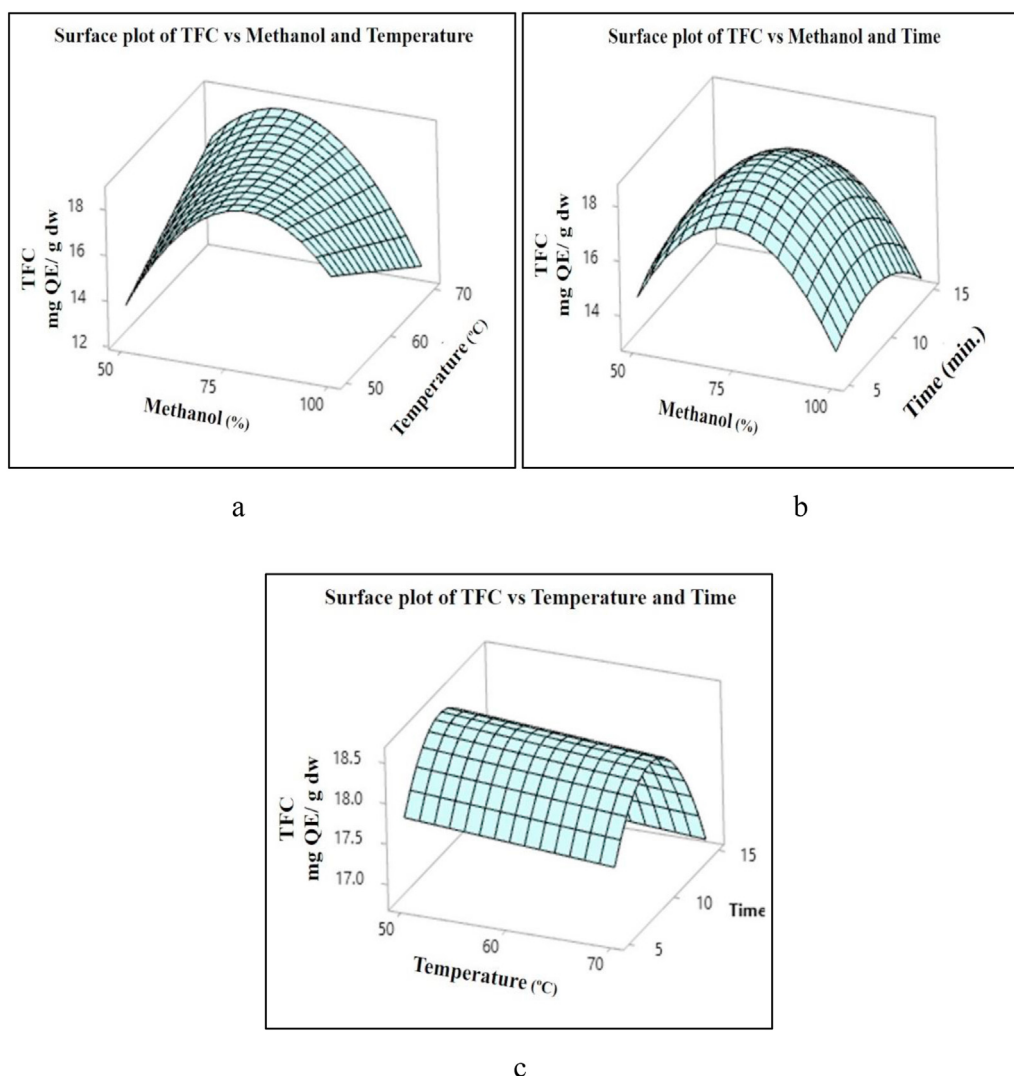 Surface plot of TFC vs Methanol and Temperature
18
16
14
12
TFC
mg QE/ g dw
50
75
100
Methanol (%)
50
60
70
Temperature (ºC)
a
Surface plot of TFC vs Methanol and Time
18
16
14
TFC
mg QE/ g dw
50
75
100
Methanol (%)
5
10
15
Time (min.)
b
Surface plot of TFC vs Temperature and Time
18.5
18.0
17.5
17.0
TFC
mg QE/ g dw
50
60
70
Temperature (ºC)
5
10
15
Time
c